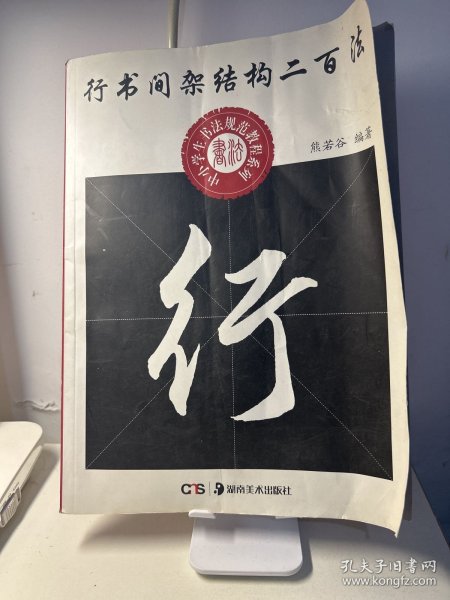 行书间架结构二百法
中小学生书法规范教程系列
書法
熊若谷 编著
行
CNS 湖南美术出版社
孔夫子旧书网
www.kongfz.com